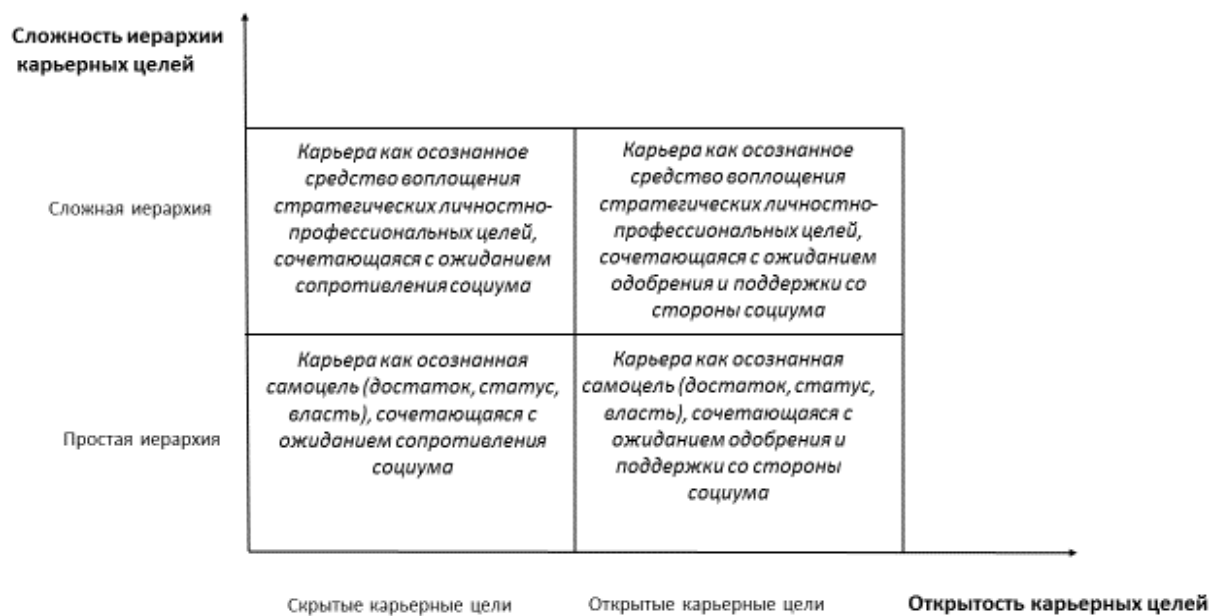 Сложность иерархии
карьерных целей
Сложная иерархия
Карьера как осознанное
средство воплощения
стратегических личностно-
профессиональных целей,
сочетающаяся с ожиданием
сопротивления социума
Карьера как осознанное
средство воплощения
стратегических личностно-
профессиональных целей,
сочетающаяся с ожиданием
одобрения и поддержки со
стороны социума
Простая иерархия
Карьера как осознанная
самоцель (достаток, статус,
власть), сочетающаяся с
ожиданием сопротивления
социума
Карьера как осознанная
самоцель (достаток, статус,
власть), сочетающаяся с
ожиданием одобрения и
поддержки со стороны
социума
Скрытые карьерные цели
Открытые карьерные цели
Открытость карьерных целей